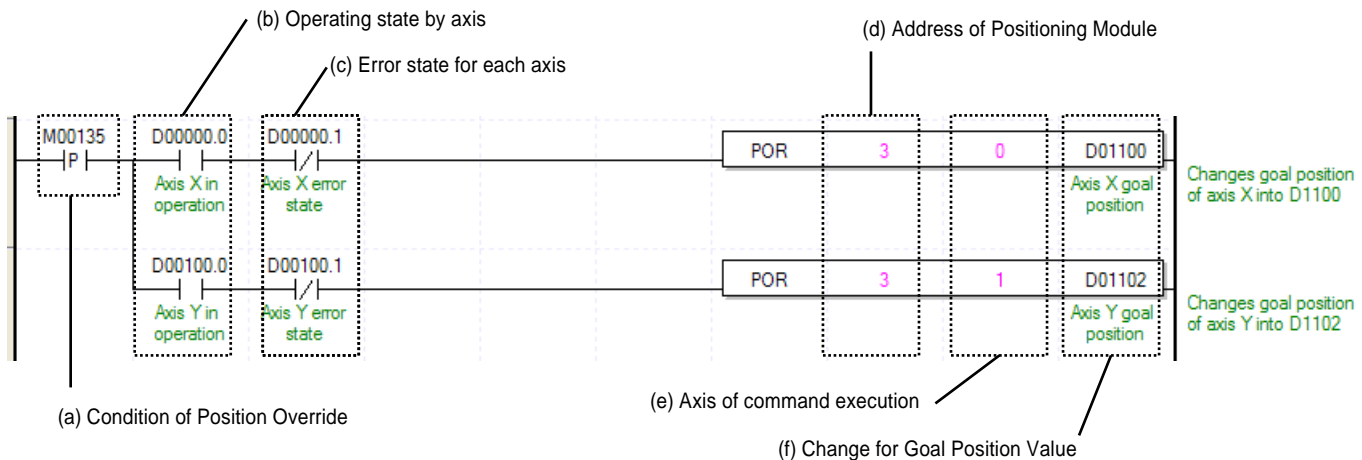 (b) Operating state by axis
(d) Address of Positioning Module
(c) Error state for each axis
M00135 D00000.0 D00000.1
P
POR 3 0 D01100
Axis X in
operation
Axis X error
state
Axis X goal
position
Changes goal position
of axis X into D1100
D00100.0 D00100.1
POR 3 1 D01102
Axis Y in
operation
Axis Y error
state
Axis Y goal
position
Changes goal position
of axis Y into D1102
(a) Condition of Position Override
(e) Axis of command execution
(f) Change for Goal Position Value